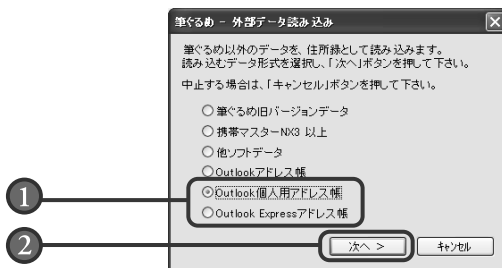 筆ぐるめ - 外部データ読み込み
筆ぐるめ以外のデータを、住所録として読み込みます。
読み込むデータ形式を選択し、「次へ」ボタンを押して下さい。
中止する場合は、「キャンセル」ボタンを押して下さい。
筆ぐるめ旧バージョンデータ
携帯マスターNX3 以上
他ソフトデータ
Outlookアドレス帳
1
Outlook個人用アドレス帳
Outlook Expressアドレス帳
2
次へ >
キャンセル